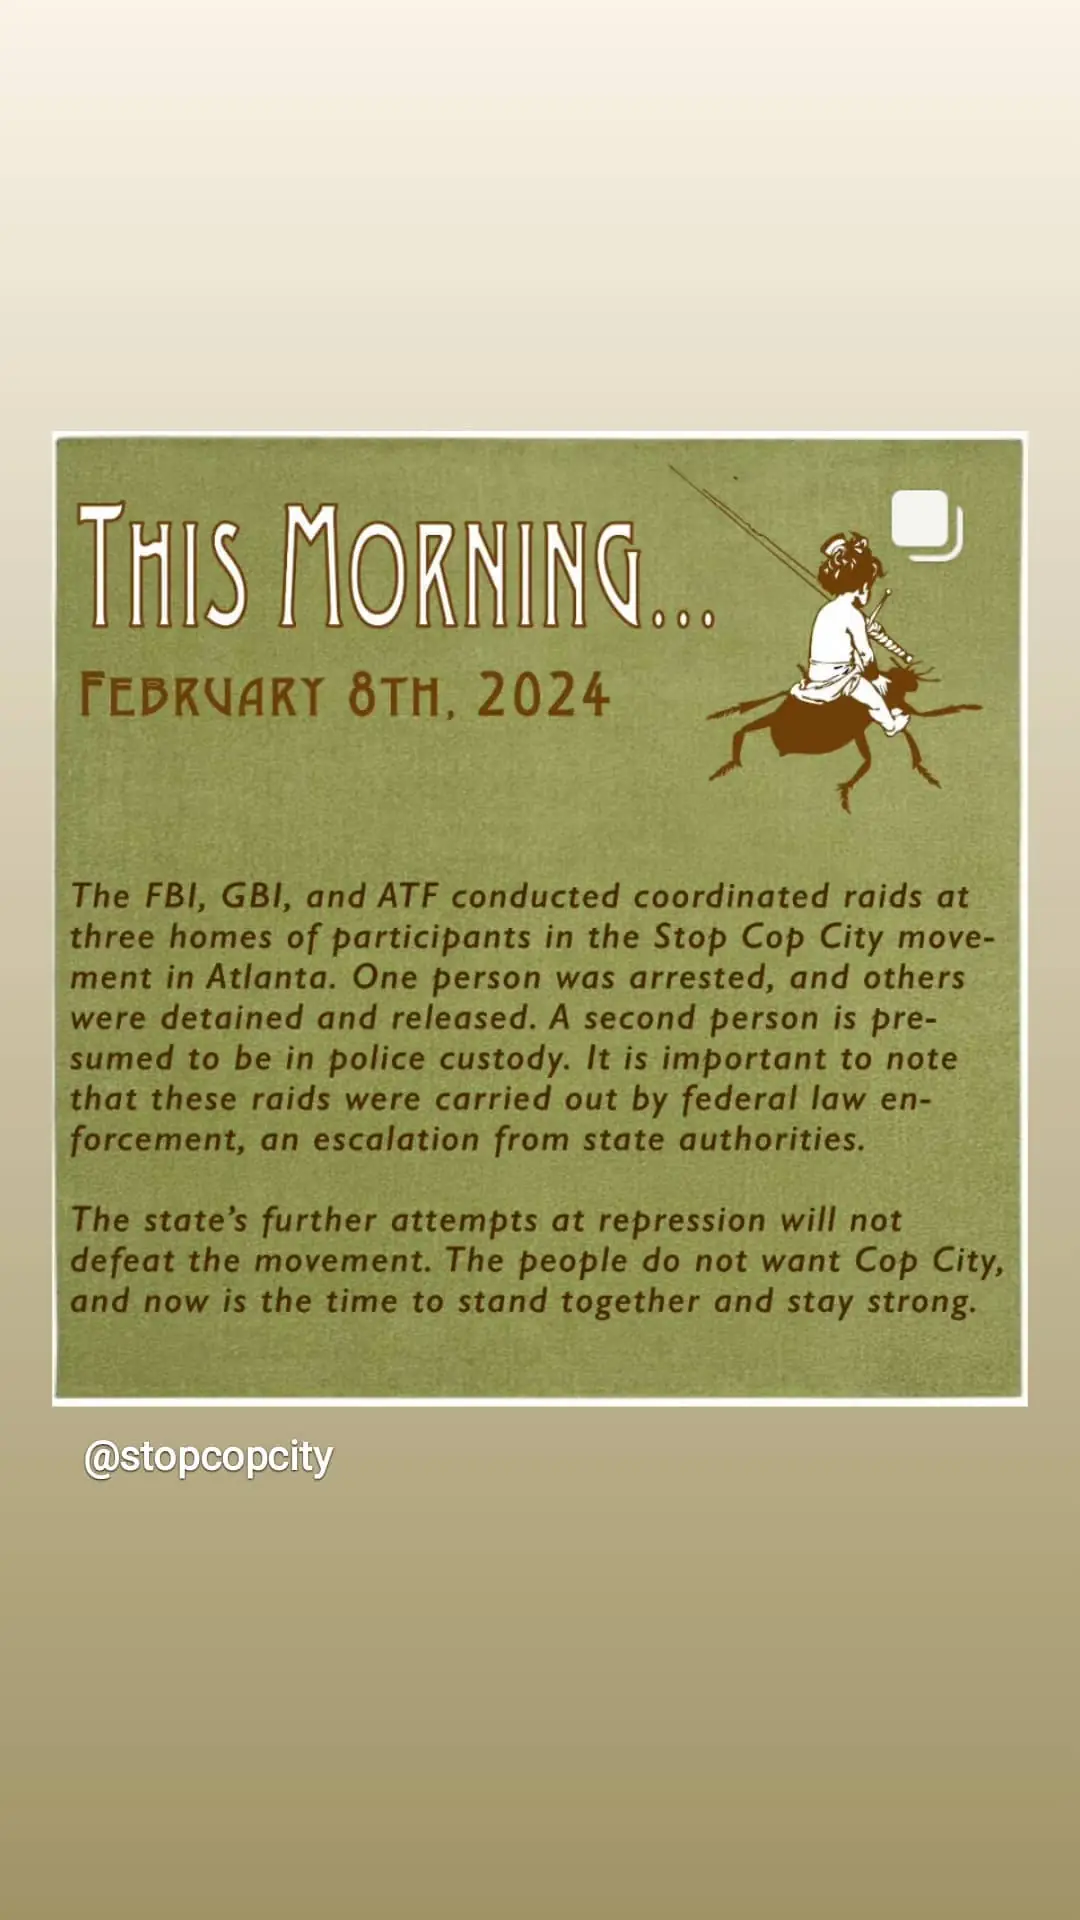 THIS MORNING...
FEBRUARY 8TH, 2024
The FBI, GBI, and ATF conducted coordinated raids at
three homes of participants in the Stop Cop City move-
ment in Atlanta. One person was arrested, and others
were detained and released. A second person is pre-
sumed to be in police custody. It is important to note
that these raids were carried out by federal law en-
forcement, an escalation from state authorities.
The state's further attempts at repression will not
defeat the movement. The people do not want Cop City,
and now is the time to stand together and stay strong.
@stopcopcity